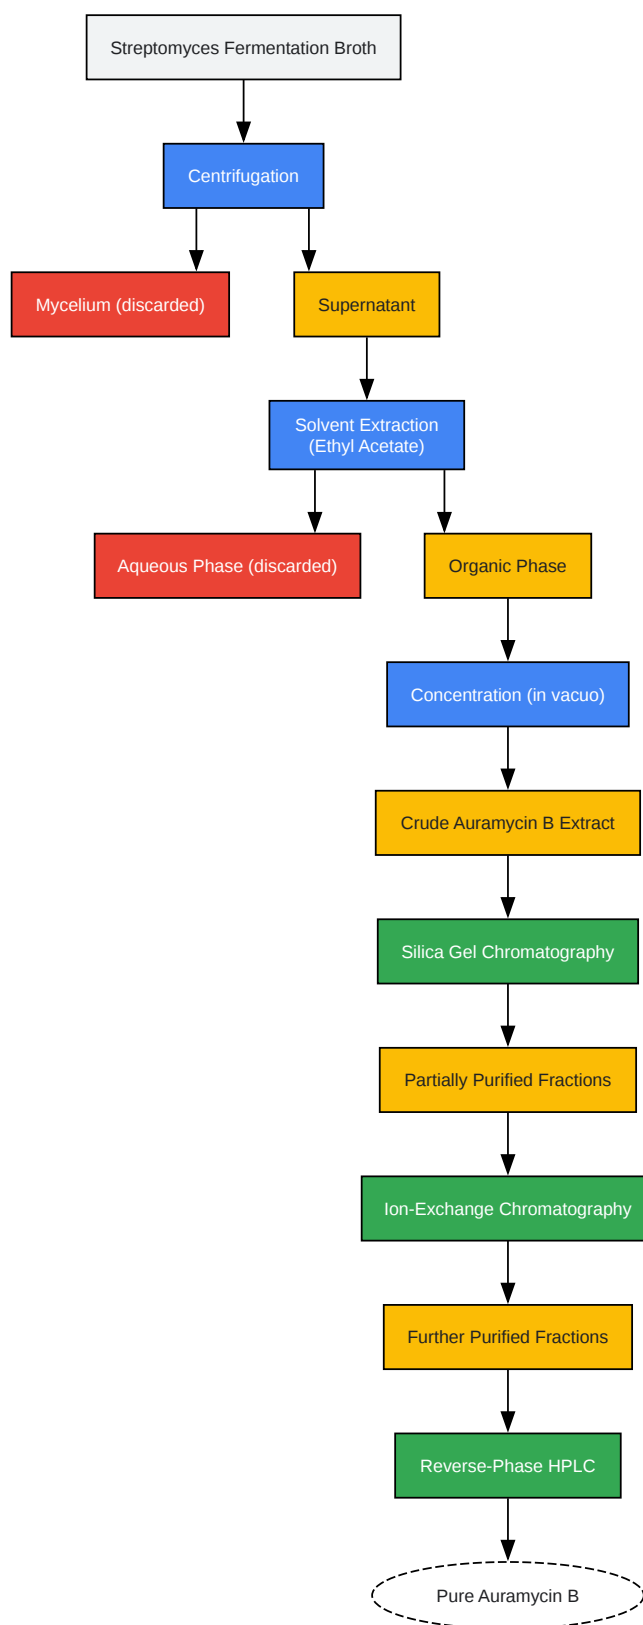 Streptomyces Fermentation Broth
Centrifugation
Mycelium (discarded)
Supernatant
Solvent Extraction
(Ethyl Acetate)
Aqueous Phase (discarded)
Organic Phase
Concentration (in vacuo)
Crude Auramycin B Extract
Silica Gel Chromatography
Partially Purified Fractions
Ion-Exchange Chromatography
Further Purified Fractions
Reverse-Phase HPLC
Pure Auramycin B